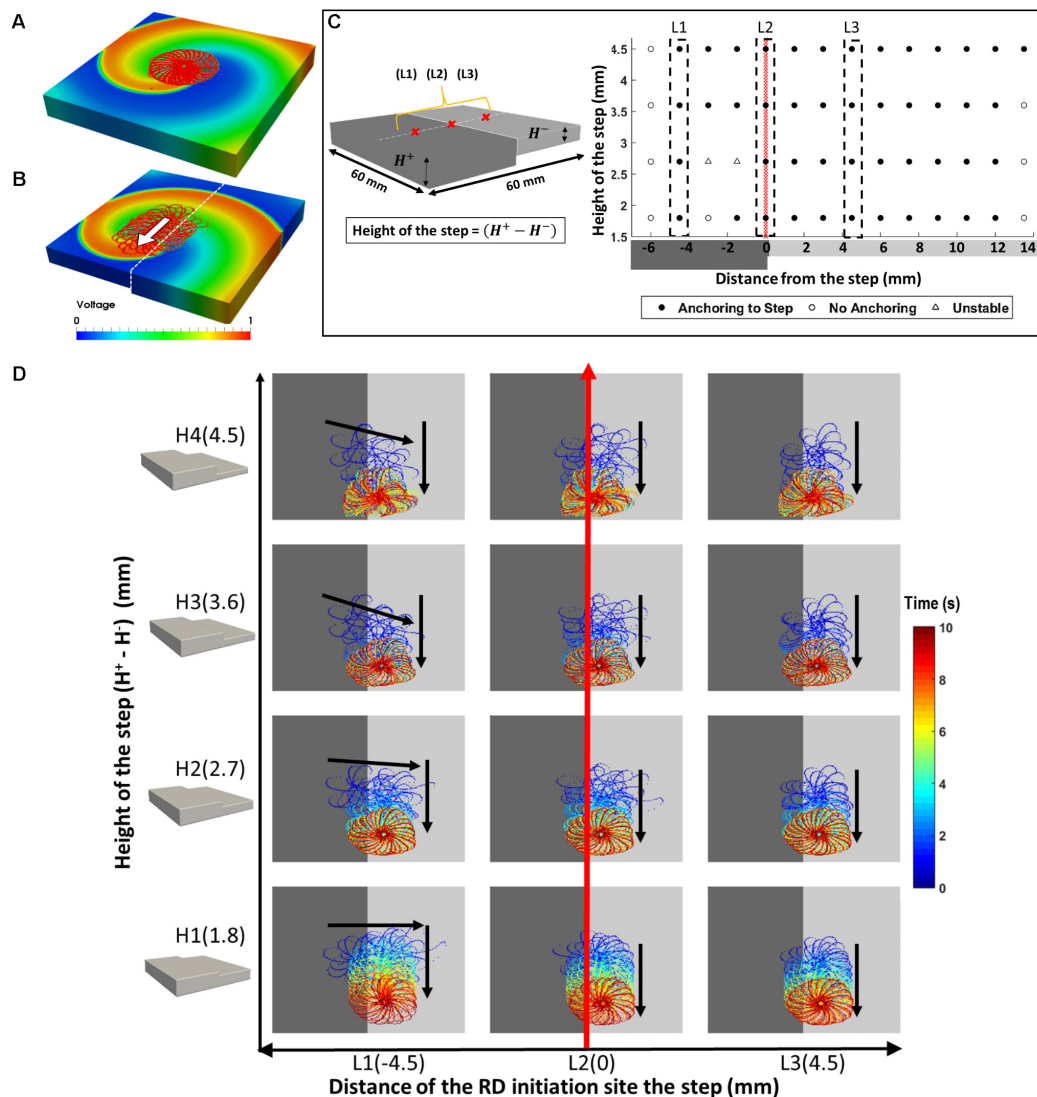 A
B
Voltage
0 1
C
(L1) (L2) (L3)
H⁺
H⁻
60 mm
60 mm
Height of the step = (H⁺ − H⁻)
L1 L2 L3
Height of the step (mm)
4.5
3.5
2.5
1.5
-6 -4 -2 0 2 4 6 8 10 12 14
Distance from the step (mm)
Anchoring to Step
No Anchoring
Unstable
D
Height of the step (H⁺ - H⁻) (mm)
H4(4.5)
H3(3.6)
H2(2.7)
H1(1.8)
Time (s)
10
8
6
4
2
0
L1(-4.5) L2(0) L3(4.5)
Distance of the RD initiation site the step (mm)